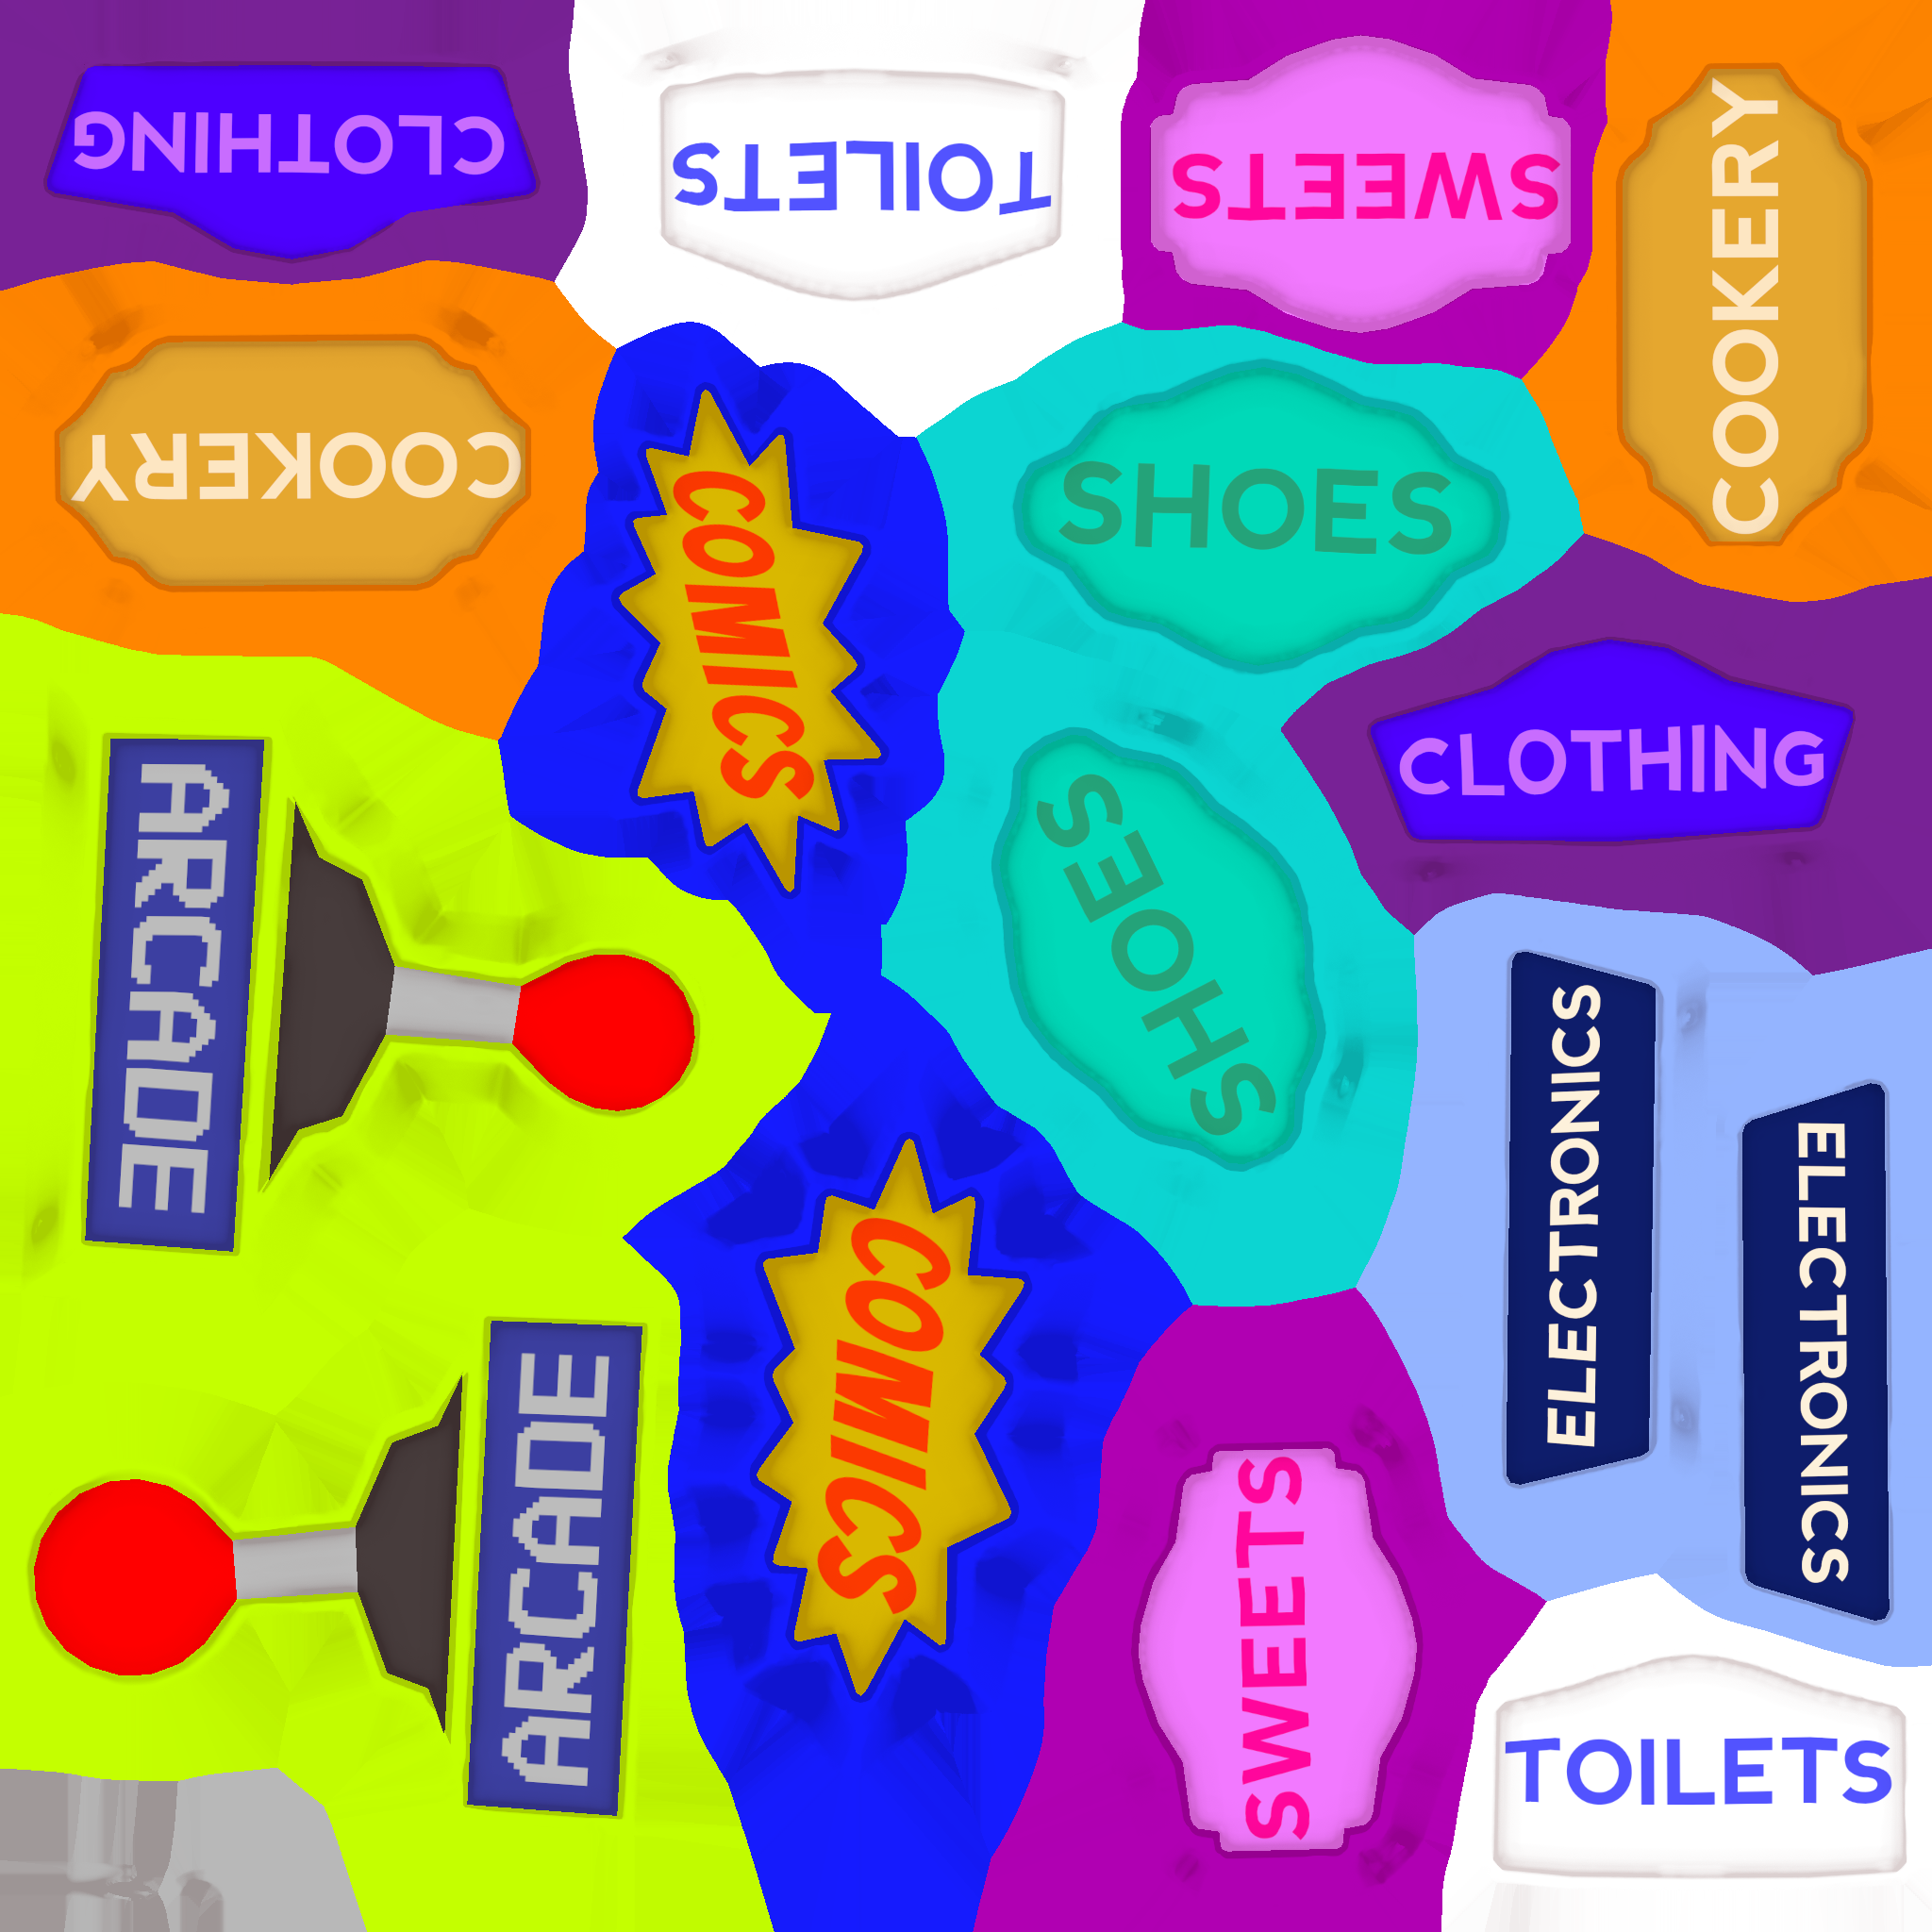 CLOTHING
TOILETS
SWEETS
COOKERY
COOKERY
COMICS
SHOES
CLOTHING
SHOES
ARCADE
ELECTRONICS
ELECTRONICS
COMICS
ARCADE
SWEETS
TOILETS